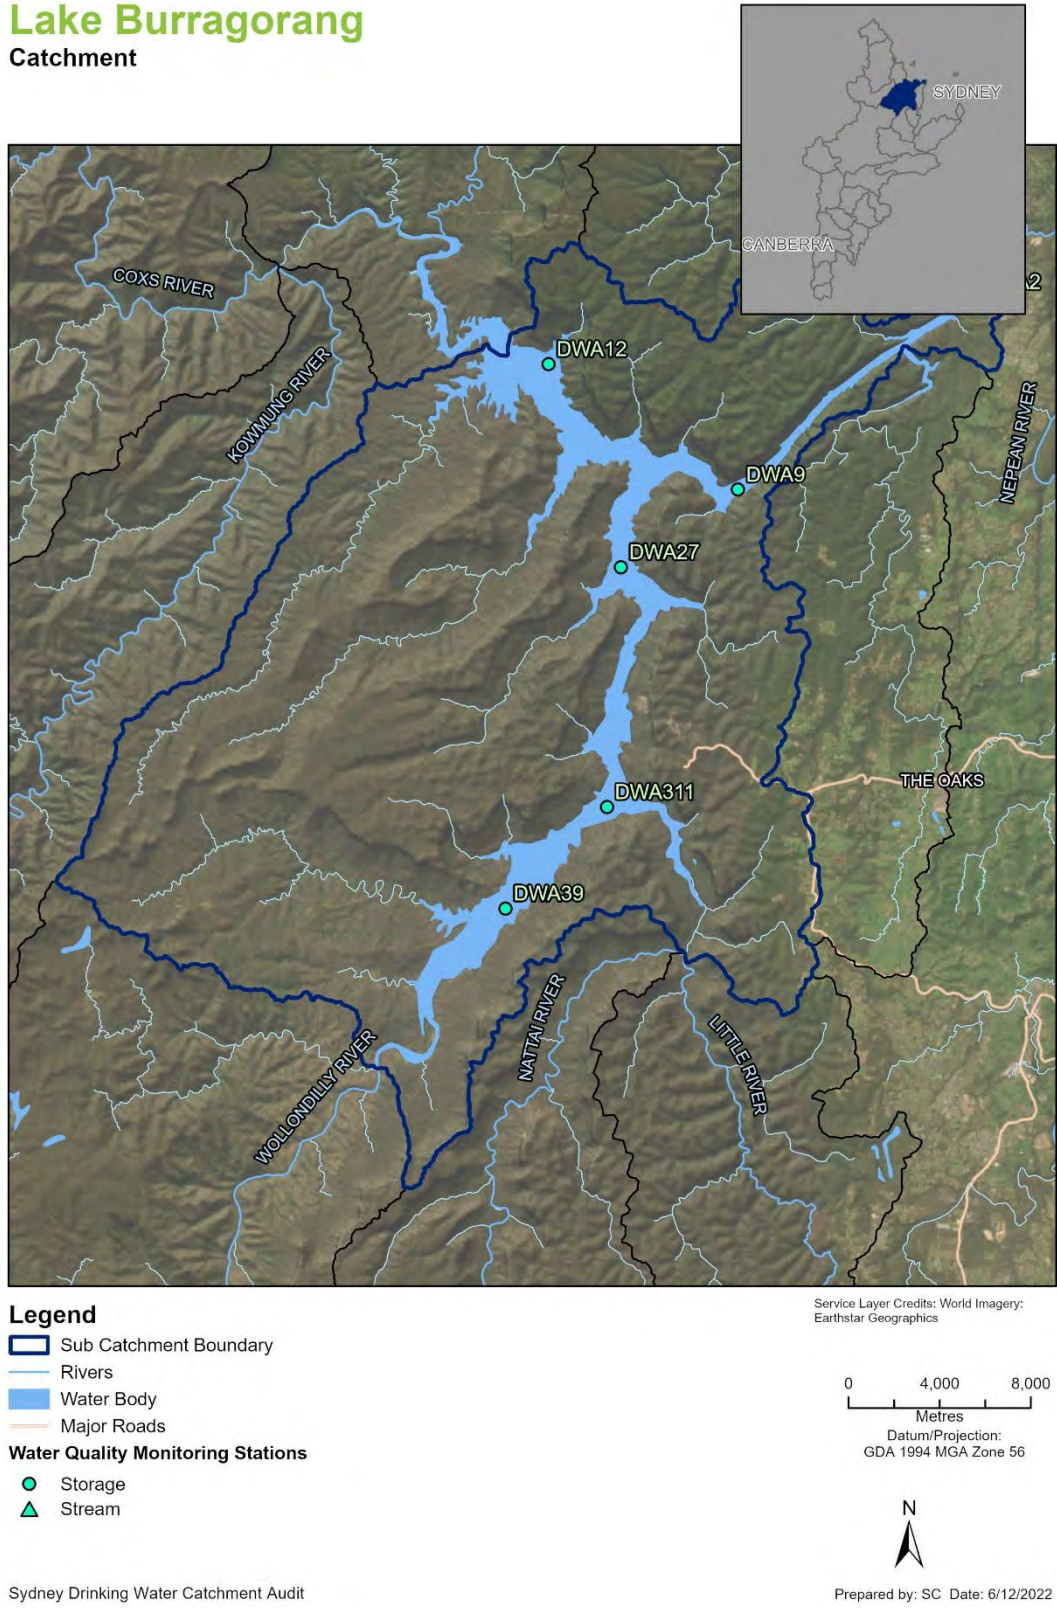 Lake Burragorang
Catchment
SYDNEY
CANBERRA
COXS RIVER
A2
DWA12
KOWMUNG RIVER
NEPEAN RIVER
DWA9
DWA27
THE OAKS
DWA311
DWA39
NATTAI RIVER
LITTLE RIVER
WOLLONDILLY RIVER
Legend
Sub Catchment Boundary
Rivers
Water Body
Major Roads
Water Quality Monitoring Stations
Storage
Stream
Service Layer Credits: World Imagery:
Earthstar Geographics
0 4,000 8,000
Metres
Datum/Projection:
GDA 1994 MGA Zone 56
N
Sydney Drinking Water Catchment Audit
Prepared by: SC Date: 6/12/2022